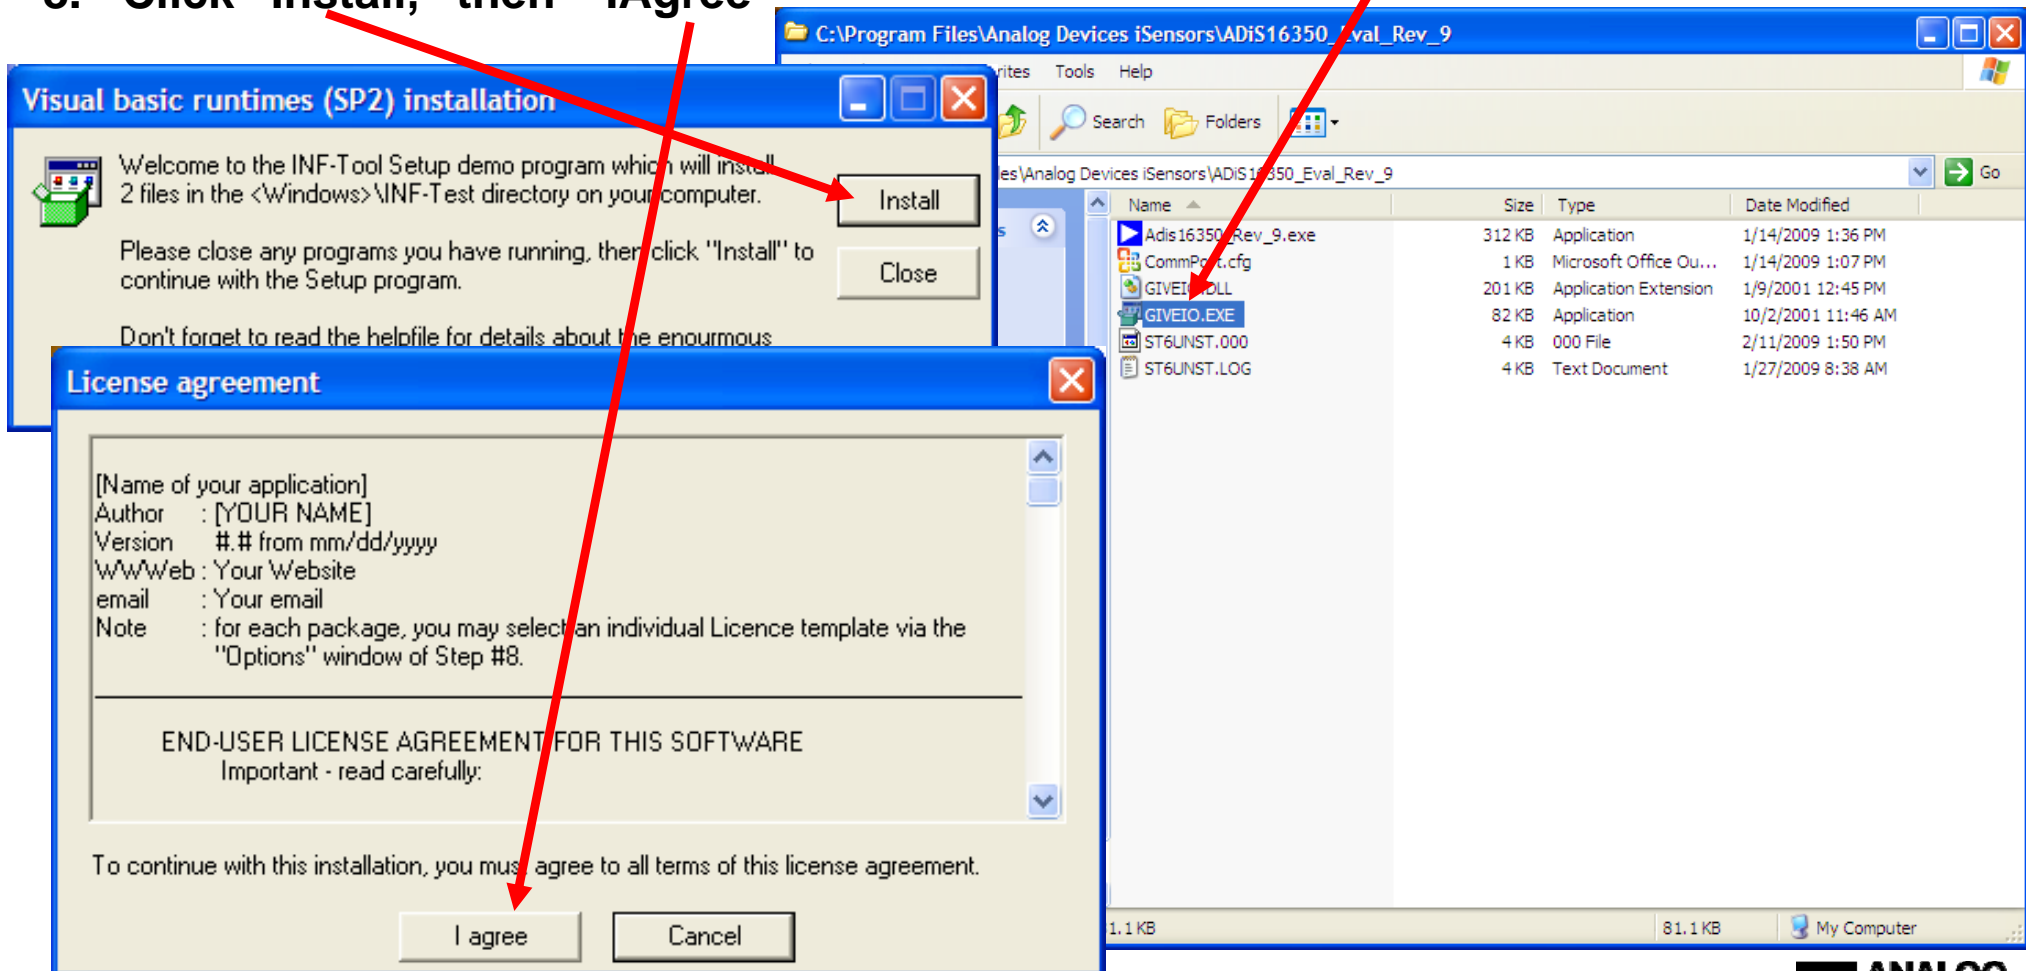 Click Install, then "IAgree
C:\Program Files\Analog Devices iSensors\ADiS16350_Eval_Rev_9
Tools Help
Search Folders
Analog Devices iSensors\ADiS16350_Eval_Rev_9
Go
Name Size Type Date Modified
Adis16350_Rev_9.exe 312 KB Application 1/14/2009 1:36 PM
CommPort.cfg 1 KB Microsoft Office Ou... 1/14/2009 1:07 PM
GIVEIO.DLL 201 KB Application Extension 1/9/2001 12:45 PM
GIVEIO.EXE 82 KB Application 10/2/2001 11:46 AM
ST6UNST.000 4 KB 000 File 2/11/2009 1:50 PM
ST6UNST.LOG 4 KB Text Document 1/27/2009 8:38 AM
81.1 KB My Computer
Visual basic runtimes (SP2) installation
Welcome to the INF-Tool Setup demo program which will install
2 files in the <Windows>\INF-Test directory on your computer.
Please close any programs you have running, then click "Install" to
continue with the Setup program.
Don't forget to read the helpfile for details about the enourmous
Install
Close
License agreement
[Name of your application]
Author : [YOUR NAME]
Version #.# from mm/dd/yyyy
WWWeb : Your Website
email : Your email
Note : for each package, you may select an individual Licence template via the
"Options" window of Step #8.
END-USER LICENSE AGREEMENT FOR THIS SOFTWARE
Important - read carefully:
To continue with this installation, you must agree to all terms of this license agreement.
I agree
Cancel
ANALOG